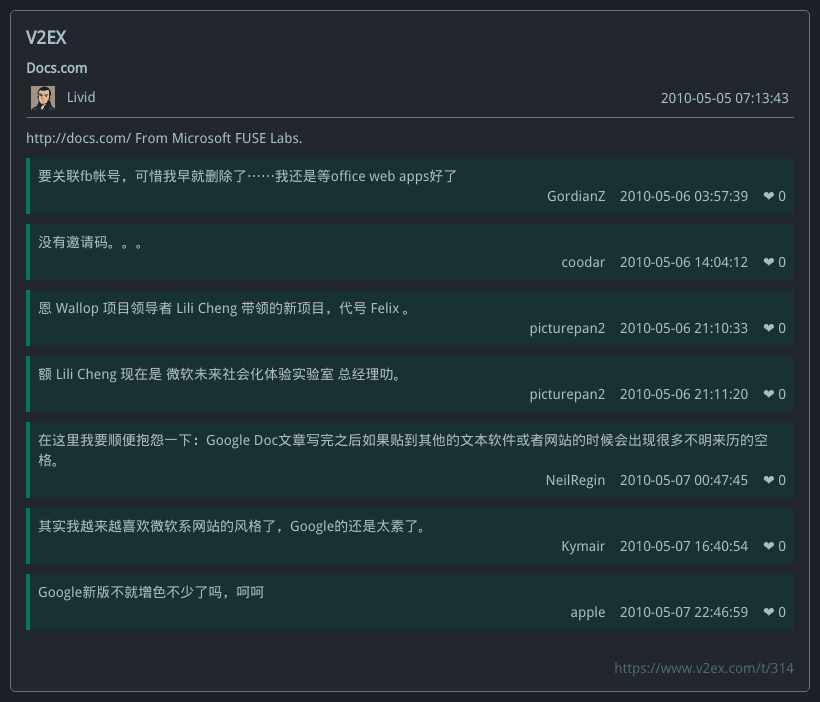 V2EX
Docs.com
Livid 2010-05-05 07:13:43
http://docs.com/ From Microsoft FUSE Labs.
要关联fb帐号，可惜我早就删除了……我还是等office web apps好了
GordianZ 2010-05-06 03:57:39 ❤ 0
没有邀请码。。。
coodar 2010-05-06 14:04:12 ❤ 0
恩 Wallop 项目领导者 Lili Cheng 带领的新项目，代号 Felix 。
picturepan2 2010-05-06 21:10:33 ❤ 0
额 Lili Cheng 现在是 微软未来社会化体验实验室 总经理叻。
picturepan2 2010-05-06 21:11:20 ❤ 0
在这里我要顺便抱怨一下：Google Doc文章写完之后如果贴到其他的文本软件或者网站的时候会出现很多不明来历的空
格。
NeilRegin 2010-05-07 00:47:45 ❤ 0
其实我越来越喜欢微软系网站的风格了，Google的还是太素了。
Kymair 2010-05-07 16:40:54 ❤ 0
Google新版不就增色不少了吗，呵呵
apple 2010-05-07 22:46:59 ❤ 0
https://www.v2ex.com/t/314